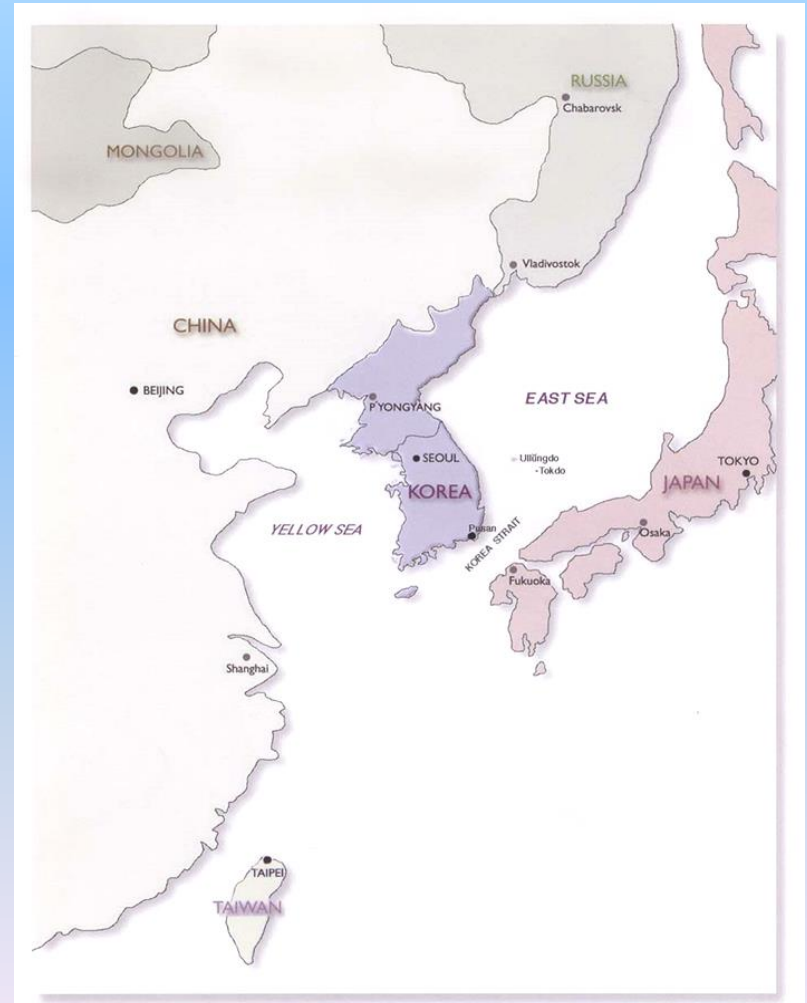 RUSSIA
Chabarovsk
MONGOLIA
Vladivostok
CHINA
BEIJING
P'YONGYANG
EAST SEA
SEOUL
Ullŭngdo
-Tokdo
TOKYO
KOREA
JAPAN
YELLOW SEA
Pusan
KOREA STRAIT
Osaka
Fukuoka
Shanghai
TAIPEI
TAIWAN